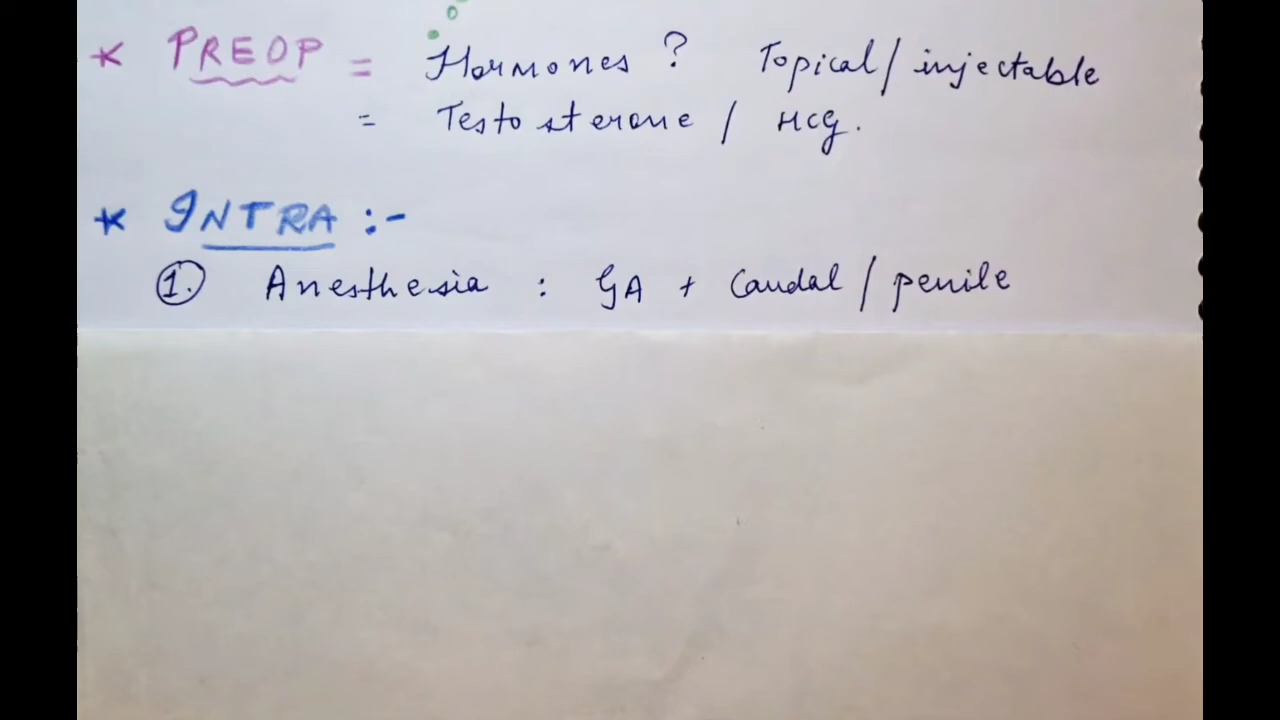 * PREOP = Hormones ? Topical / injectable
= Testosterone / HCG.
* INTRA :-
1. Anesthesia : GA + Caudal / penile